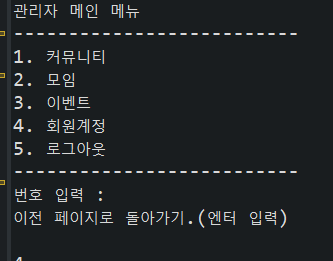 관리자 메인 메뉴
---------------------------
1. 커뮤니티
2. 모임
3. 이벤트
4. 회원계정
5. 로그아웃
---------------------------
번호 입력 :
이전 페이지로 돌아가기.(엔터 입력)